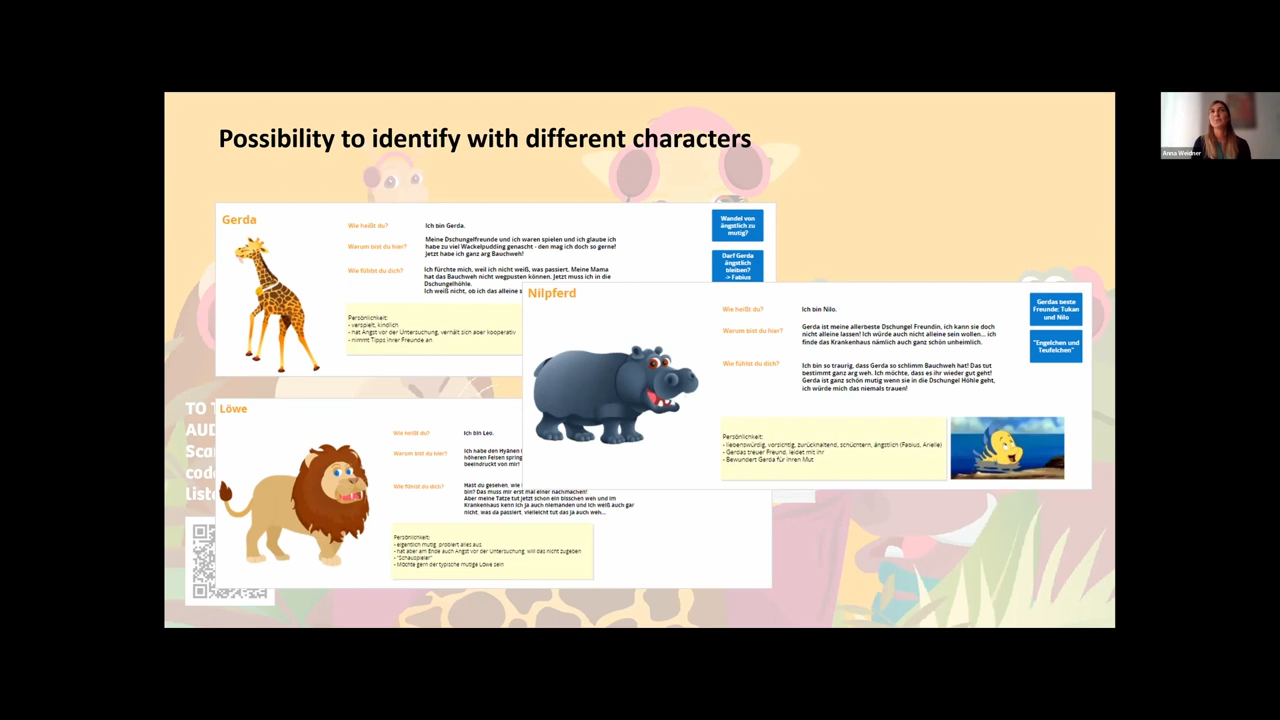 Possibility to identify with different characters
Anna Weidner
Gerda
Wie heißt du?
Ich bin Gerda.
Warum bist du hier?
Meine Dschungelfreunde und ich waren spielen und ich glaube ich
habe zu viel Wackelpudding genascht - den mag ich doch so gerne!
Jetzt habe ich ganz arg Bauchweh!
Wie fühlst du dich?
Ich fürchte mich, weil ich nicht weiß, was passiert. Meine Mama
hat das Bauchweh nicht wegpusten können. Jetzt muss ich in die
Dschungelhöhle.
Ich weiß nicht, ob ich das alleine s
Persönlichkeit:
- verspielt, kindlich
- hat Angst vor der Untersuchung, verhält sich aber kooperativ
- nimmt Tipps ihrer Freunde an
Wandel von
ängstlich zu
mutig?
Darf Gerda
ängstlich
bleiben?
-> Fabius
Nilpferd
Wie heißt du?
Ich bin Nilo.
Warum bist du hier?
Gerda ist meine allerbeste Dschungel Freundin, ich kann sie doch
nicht alleine lassen! Ich würde auch nicht alleine sein wollen... ich
finde das Krankenhaus nämlich auch ganz schön unheimlich.
Wie fühlst du dich?
Ich bin so traurig, dass Gerda so schlimm Bauchweh hat! Das tut
bestimmt ganz arg weh. Ich möchte, dass es ihr wieder gut geht!
Gerda ist ganz schön mutig wenn sie in die Dschungel Höhle geht,
ich würde mich das niemals trauen!
Persönlichkeit:
- liebenswürdig, vorsichtig, zurückhaltend, schüchtern, ängstlich (Fabius, Arielle)
- Gerdas treuer Freund, leidet mit ihr
- Bewundert Gerda für ihren Mut
Gerdas beste
Freunde: Tukan
und Nilo
"Engelchen und
Teufelchen"
Löwe
Wie heißt du?
Ich bin Leo.
Warum bist du hier?
Ich habe den Hyänen
höheren Felsen spring
beeindruckt von mir!
Wie fühlst du dich?
Hast du gesehen, wie
bin? Das muss mir erst mal einer nachmachen!
Aber meine Tatze tut jetzt schon ein bisschen weh und im
Krankenhaus kenn ich ja auch niemanden und ich weiß auch gar
nicht, was da passiert, vielleicht tut das ja auch weh...
Persönlichkeit:
- eigentlich mutig, probiert alles aus
- hat aber am Ende auch Angst vor der Untersuchung, will das nicht zugeben
- "Schauspieler"
- Möchte gern der typische mutige Löwe sein
TO T
AUD
Sca
cod
Liste